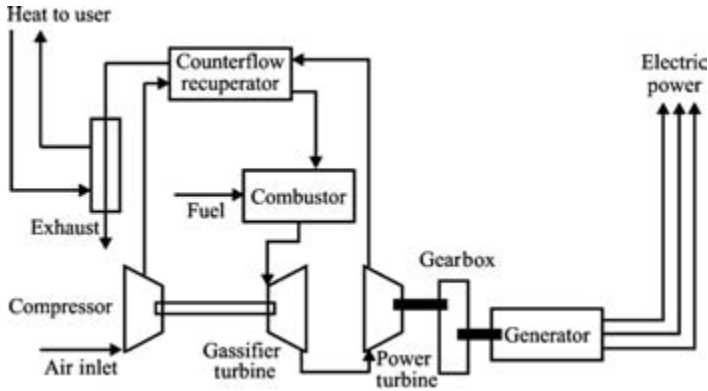 Heat to user
Counterflow
recuperator
Electric
power
Combustor
Fuel
Exhaust
Gearbox
Compressor
Generator
Air inlet
Gassifier
turbine
Power
turbine